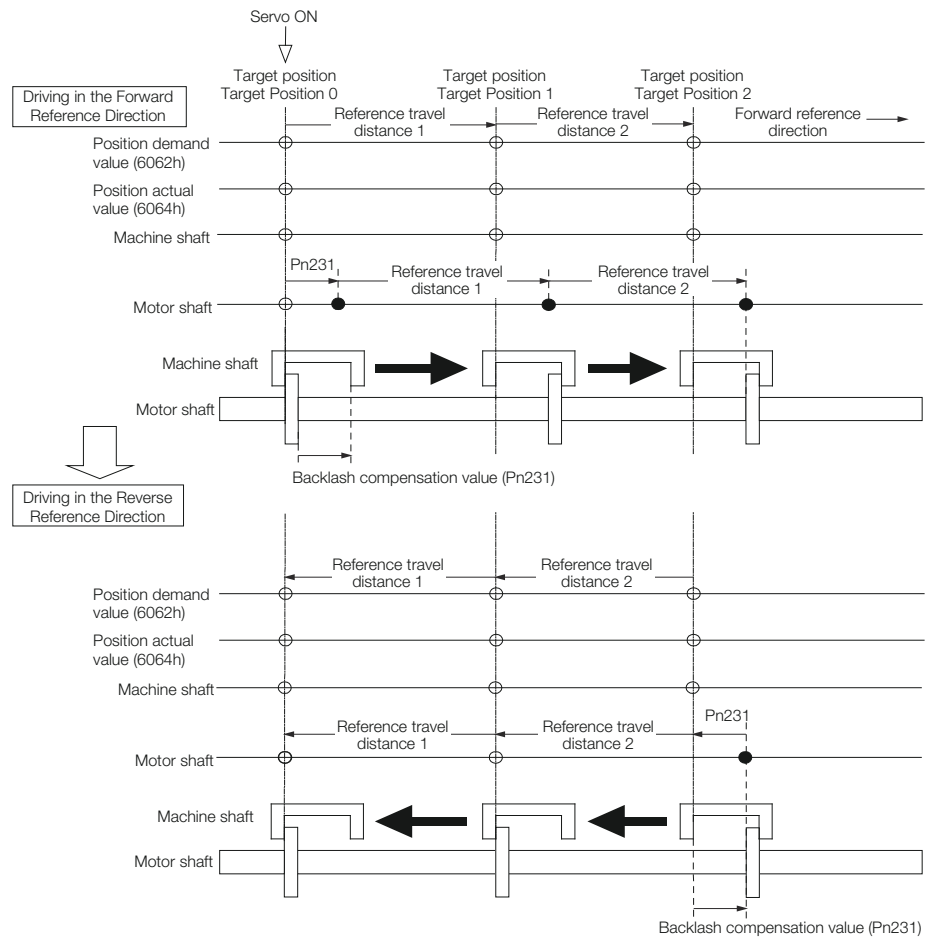 Servo ON
Target position
Target Position 0
Target position
Target Position 1
Target position
Target Position 2
Driving in the Forward
Reference Direction
Reference travel
distance 1
Reference travel
distance 2
Forward reference
direction
Position demand
value (6062h)
Position actual
value (6064h)
Machine shaft
Pn231
Reference travel
distance 1
Reference travel
distance 2
Motor shaft
Machine shaft
Motor shaft
Backlash compensation value (Pn231)
Driving in the Reverse
Reference Direction
Reference travel
distance 1
Reference travel
distance 2
Position demand
value (6062h)
Position actual
value (6064h)
Machine shaft
Pn231
Reference travel
distance 1
Reference travel
distance 2
Motor shaft
Machine shaft
Motor shaft
Backlash compensation value (Pn231)